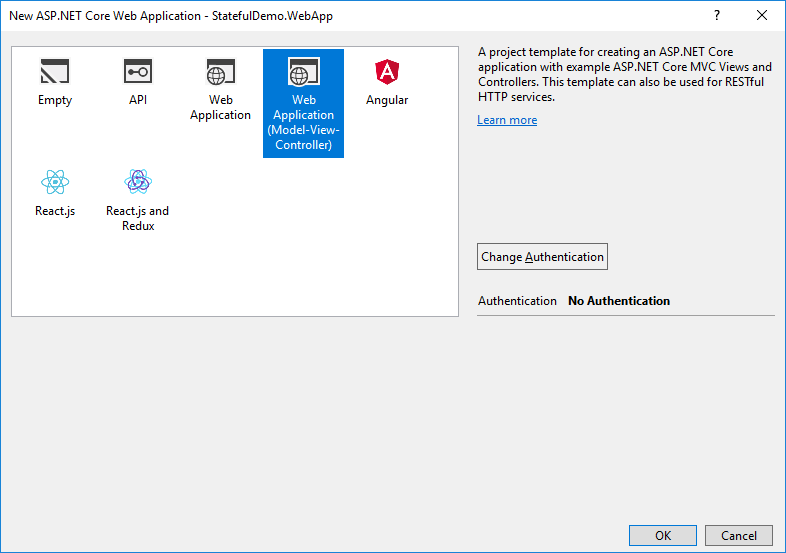 New ASP.NET Core Web Application - StatefulDemo.WebApp
?
Empty
API
Web
Application
Web
Application
(Model-View-
Controller)
Angular
React.js
React.js and
Redux
A project template for creating an ASP.NET Core
application with example ASP.NET Core MVC Views and
Controllers. This template can also be used for RESTful
HTTP services.
Learn more
Change Authentication
Authentication No Authentication
OK
Cancel